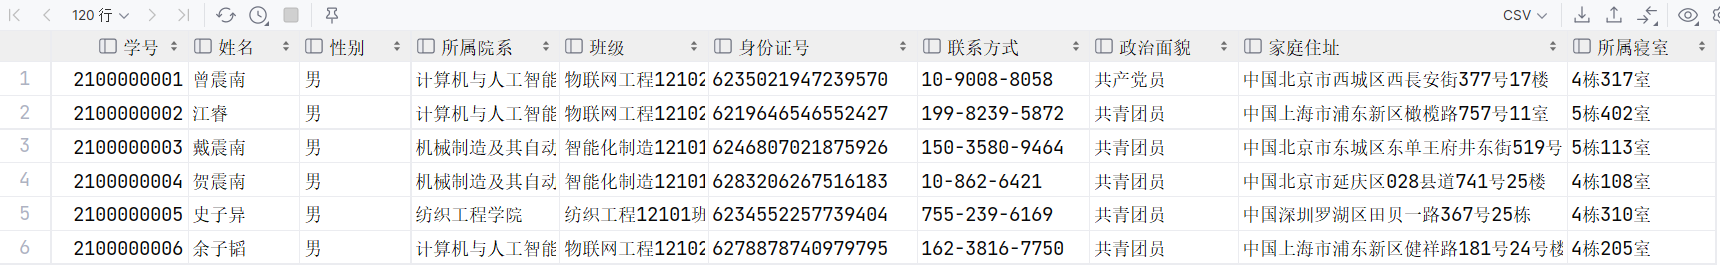 120 行 CSV
学号 姓名 性别 所属院系 班级 身份证号 联系方式 政治面貌 家庭住址 所属寝室
1 2100000001 曾震南 男 计算机与人工智能 物联网工程12102 6235021947239570 10-9008-8058 共产党员 中国北京市西城区西長安街377号17楼 4栋317室
2 2100000002 江睿 男 计算机与人工智能 物联网工程12102 6219646546552427 199-8239-5872 共青团员 中国上海市浦东新区橄榄路757号11室 5栋402室
3 2100000003 戴震南 男 机械制造及其自动 智能化制造12101 6246807021875926 150-3580-9464 共青团员 中国北京市东城区东单王府井东街519号 5栋113室
4 2100000004 贺震南 男 机械制造及其自动 智能化制造12101 6283206267516183 10-862-6421 共青团员 中国北京市延庆区028县道741号25楼 4栋108室
5 2100000005 史子异 男 纺织工程学院 纺织工程12101班 6234552257739404 755-239-6169 共青团员 中国深圳罗湖区田贝一路367号25栋 4栋310室
6 2100000006 余子韬 男 计算机与人工智能 物联网工程12102 6278878740979795 162-3816-7750 共青团员 中国上海市浦东新区健祥路181号24号楼 4栋205室